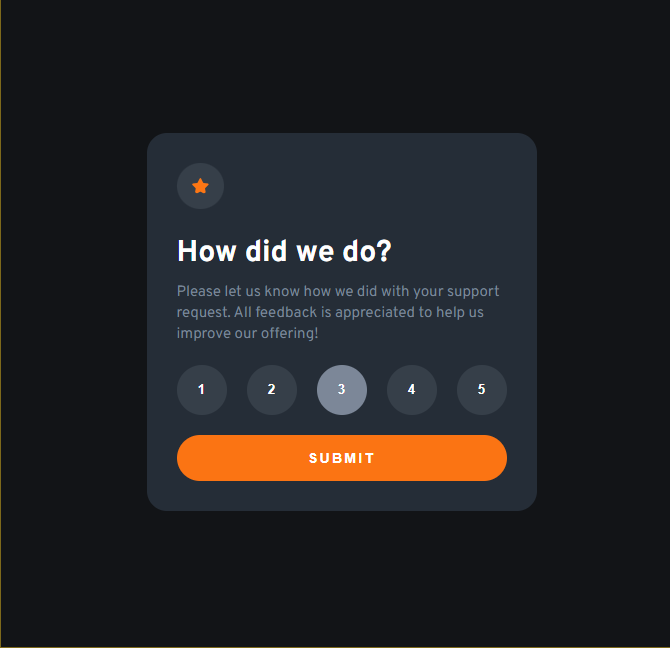 How did we do?
Please let us know how we did with your support
request. All feedback is appreciated to help us
improve our offering!
1 2 3 4 5
SUBMIT